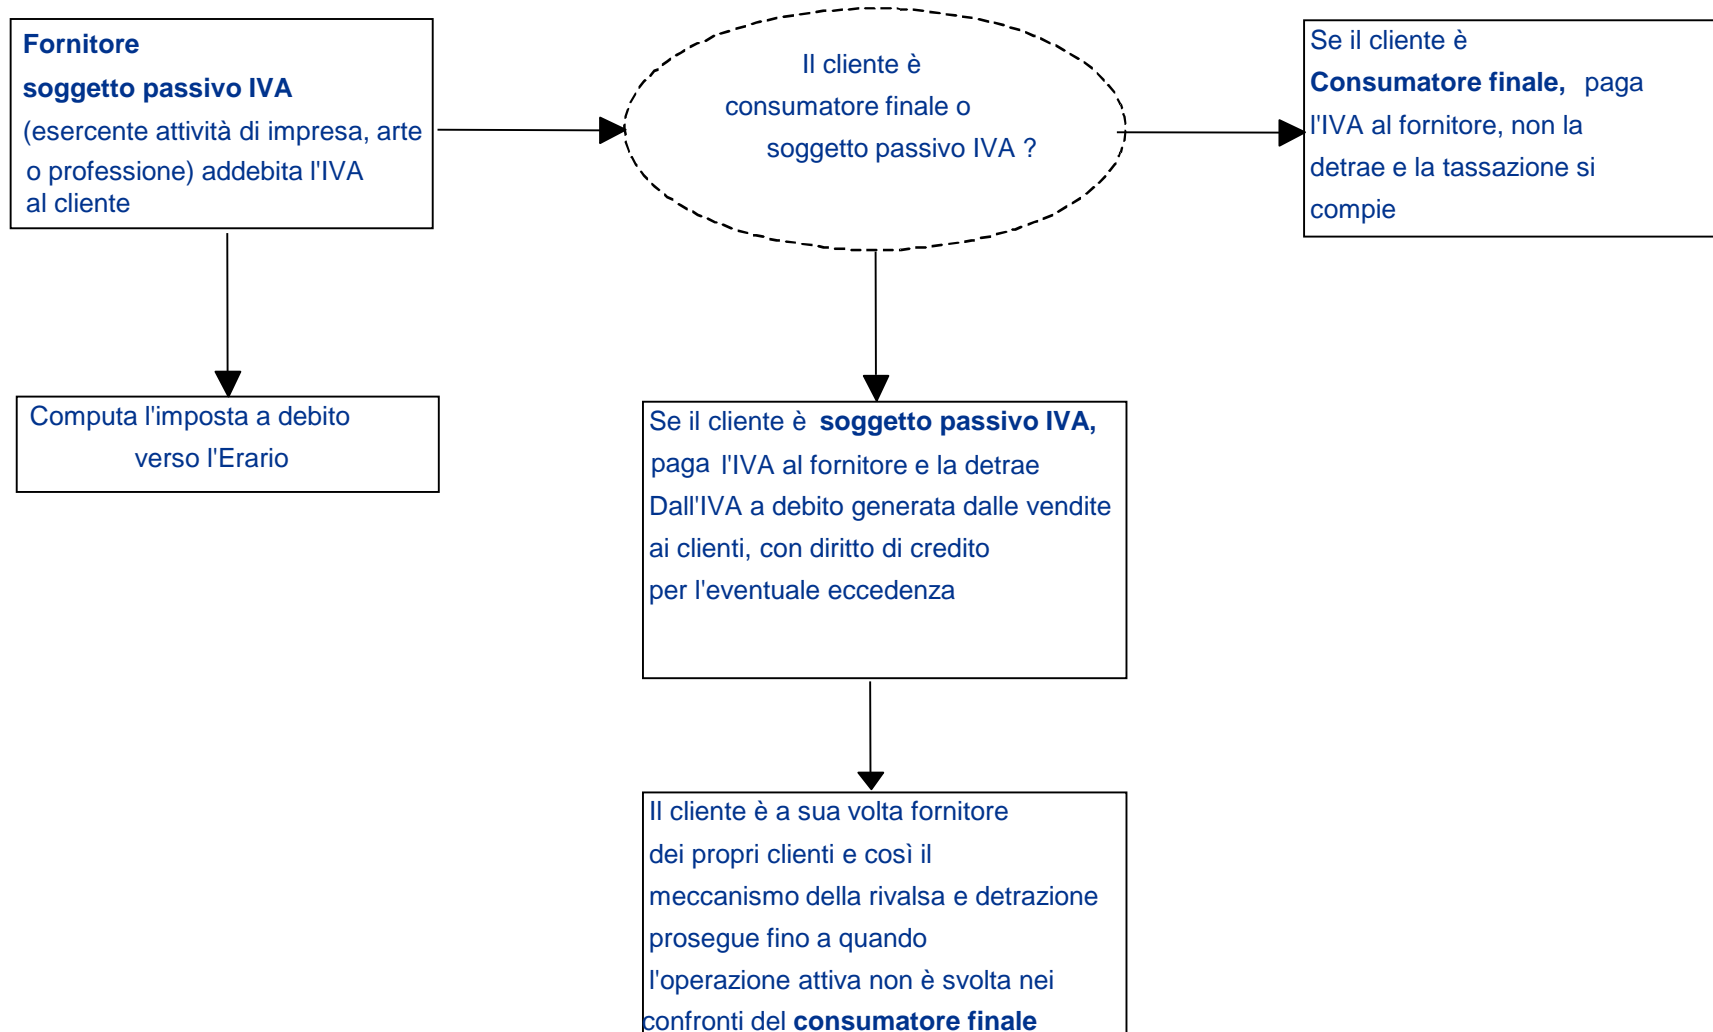 Fornitore
soggetto passivo IVA
(esercente attività di impresa, arte
o professione) addebita l'IVA
al cliente
Il cliente è
consumatore finale o
soggetto passivo IVA ?
Se il cliente è
Consumatore finale, paga
l'IVA al fornitore, non la
detrae e la tassazione si
compie
Computa l'imposta a debito
verso l'Erario
Se il cliente è soggetto passivo IVA,
paga l'IVA al fornitore e la detrae
Dall'IVA a debito generata dalle vendite
ai clienti, con diritto di credito
per l'eventuale eccedenza
Il cliente è a sua volta fornitore
dei propri clienti e così il
meccanismo della rivalsa e detrazione
prosegue fino a quando
l'operazione attiva non è svolta nei
confronti del consumatore finale